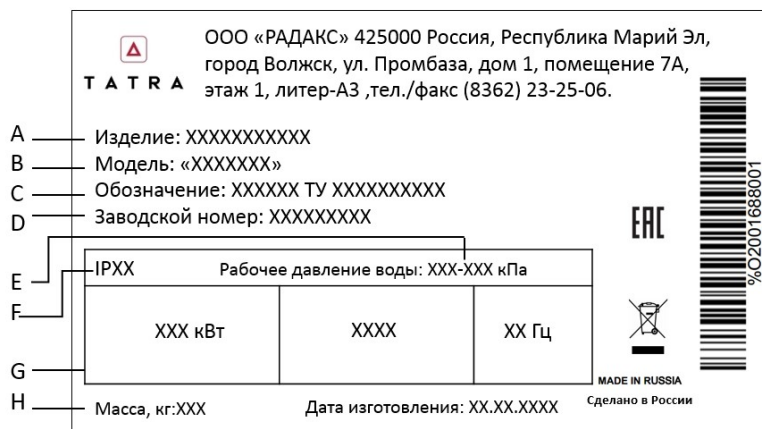 ООО «РАДАКС» 425000 Россия, Республика Марий Эл,
город Волжск, ул. Промбаза, дом 1, помещение 7А,
этаж 1, литер-А3 ,тел./факс (8362) 23-25-06.
TATRA
A
Изделие: XXXXXXXXXXX
B
Модель: «XXXXXXX»
C
Обозначение: XXXXXX ТУ XXXXXXXXXX
D
Заводской номер: XXXXXXXXX
EAC
%O2001688001
E
F
IPXX
Рабочее давление воды: XXX-XXX кПа
XXX кВт
XXXX
XX Гц
G
MADE IN RUSSIA
Сделано в России
H
Масса, кг:XXX
Дата изготовления: XX.XX.XXXX